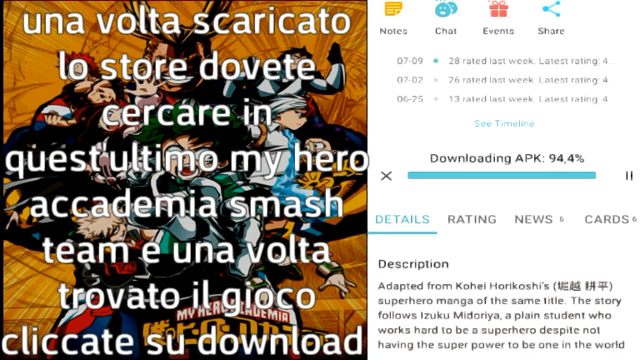 una volta scaricato
lo store dovete
cercare in
quest'ultimo my hero
accademia smash
team e una volta
trovato il gioco
cliccate su download
MY HERO ACADEMIA
Notes
Chat
Events
Share
07-09 28 rated last week. Latest rating: 4...
07-02 26 rated last week. Latest rating: 4
06-25 13 rated last week. Latest rating: 4
See Timeline
Downloading APK: 94,4%
DETAILS RATING NEWS 6 CARDS 6
Description
Adapted from Kohei Horikoshi's (堀越 耕平)
superhero manga of the same title. The story
follows Izuku Midoriya, a plain student who
works hard to be a superhero despite not
having the super power to be one in the world